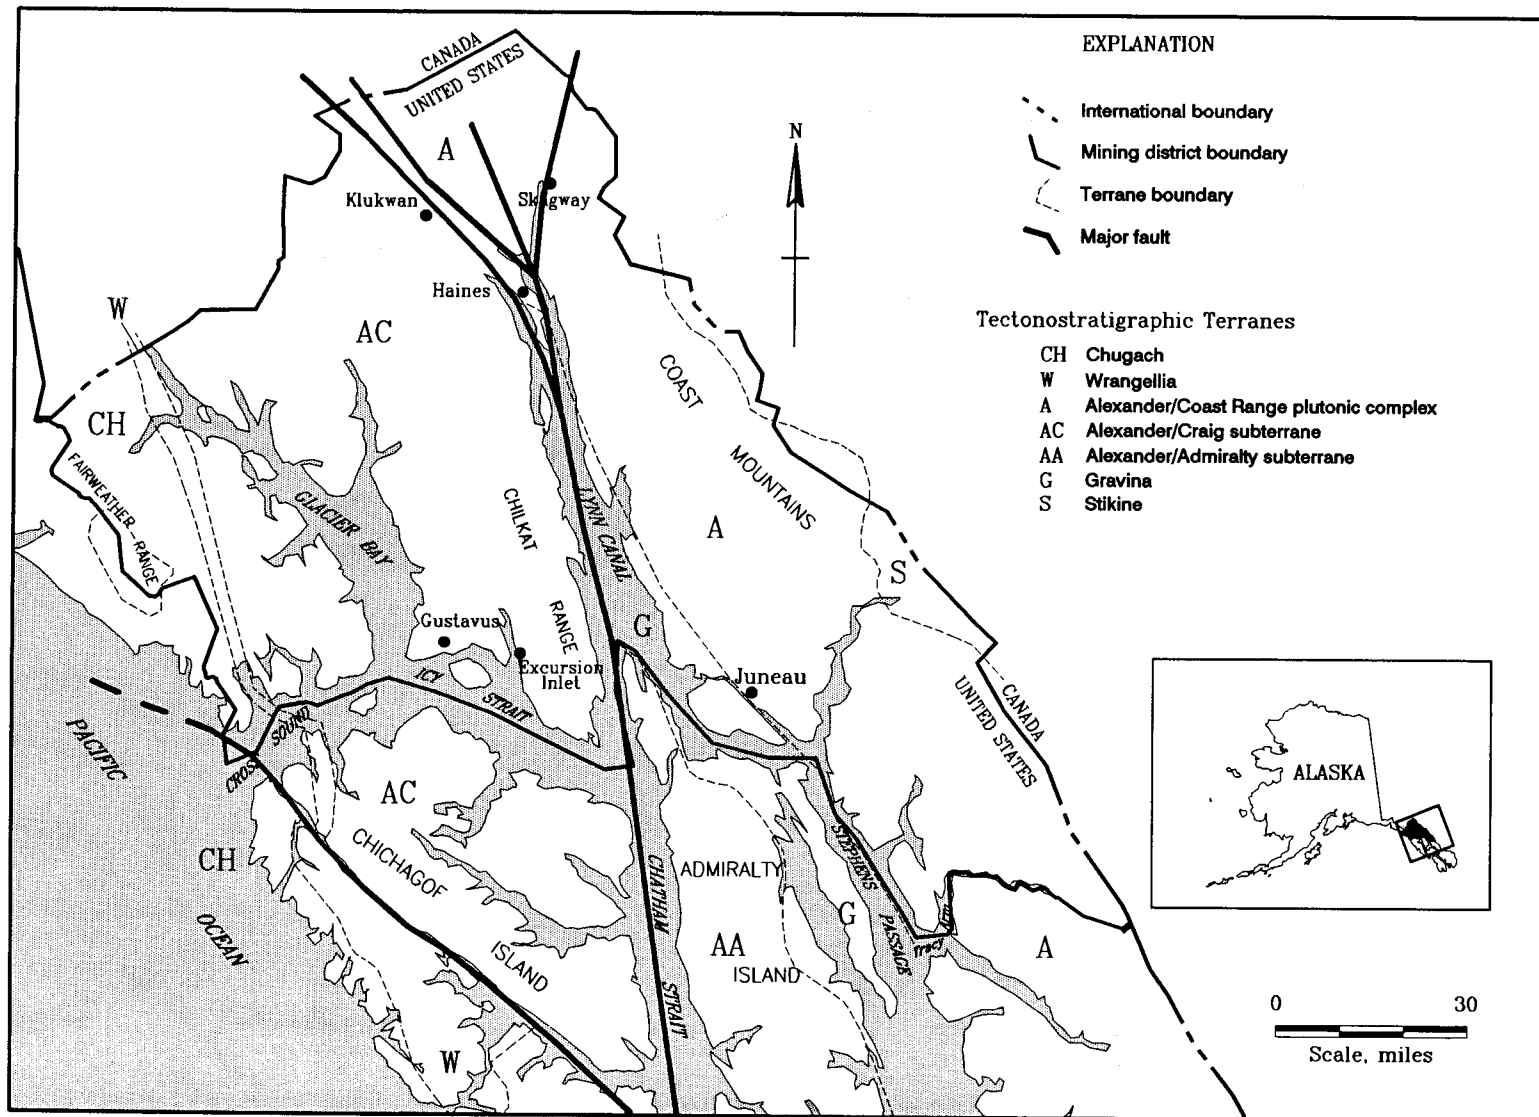 EXPLANATION
International boundary
Mining district boundary
Terrane boundary
Major fault
Tectonostratigraphic Terranes
CH Chugach
W Wrangellia
A Alexander/Coast Range plutonic complex
AC Alexander/Craig subterrane
AA Alexander/Admiralty subterrane
G Gravina
S Stikine
CANADA
UNITED STATES
N
A
Klukwan
Skagway
Haines
W
AC
CH
COAST
MOUNTAINS
FAIRWEATHER RANGE
GLACIER BAY
CHILKAT
RANGE
LYNN CANAL
A
S
Gustavus
Excursion
Inlet
G
Juneau
ICY
STRAIT
CROSS SOUND
PACIFIC
OCEAN
CANADA
UNITED STATES
AC
CH
CHICHAGOF
ISLAND
ADMIRALTY
ISLAND
AA
CHATHAM
STRAIT
STEPHENS
PASSAGE
G
Tracy Arm
A
W
ALASKA
0 30
Scale, miles